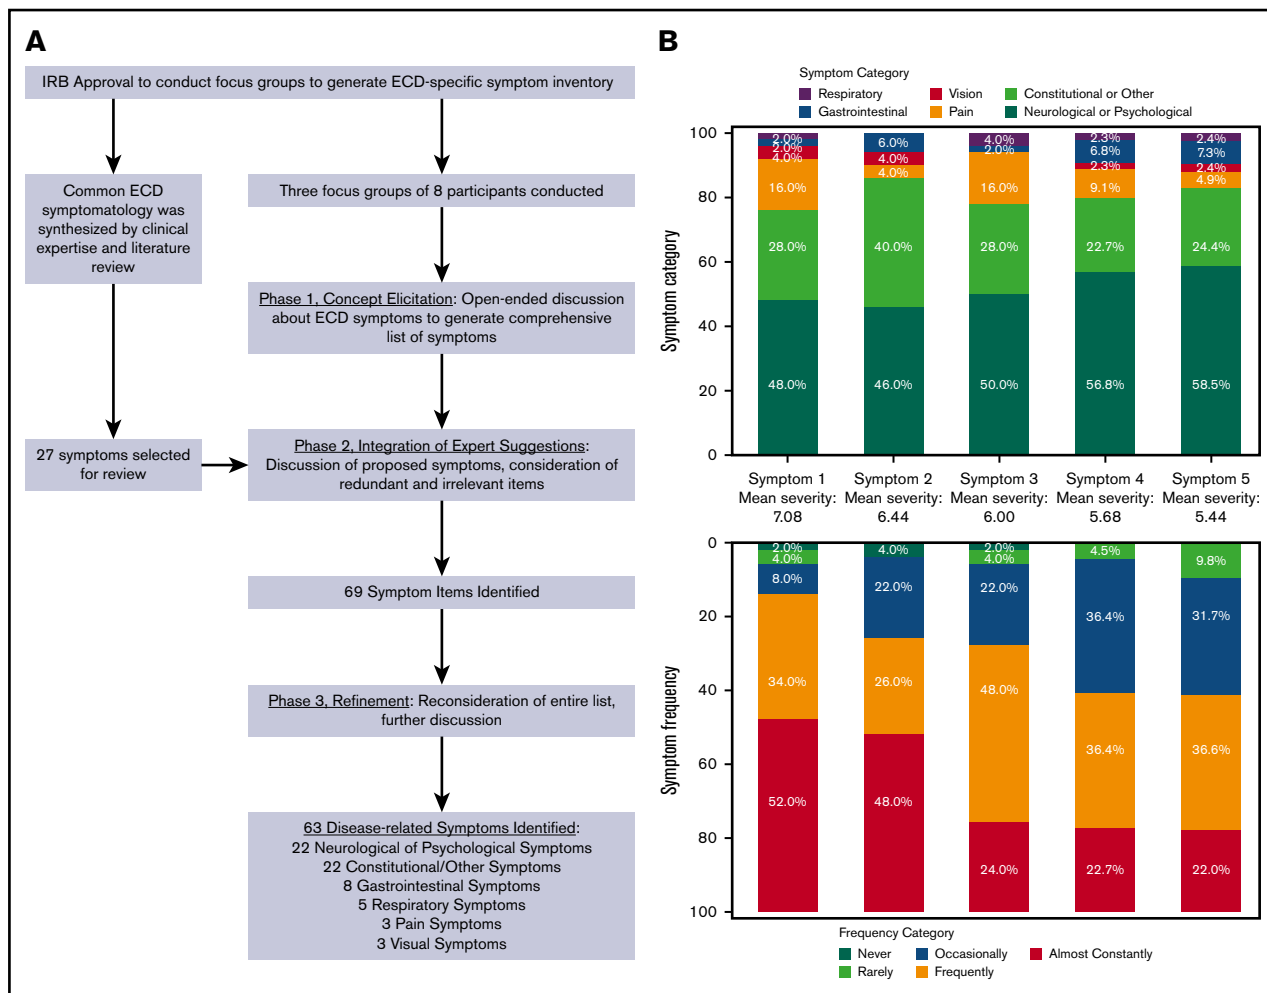 A
IRB Approval to conduct focus groups to generate ECD-specific symptom inventory
Common ECD
symptomatology was
synthesized by clinical
expertise and literature
review
Three focus groups of 8 participants conducted
Phase 1, Concept Elicitation: Open-ended discussion
about ECD symptoms to generate comprehensive
list of symptoms
27 symptoms selected
for review
Phase 2, Integration of Expert Suggestions:
Discussion of proposed symptoms, consideration of
redundant and irrelevant items
69 Symptom Items Identified
Phase 3, Refinement: Reconsideration of entire list,
further discussion
63 Disease-related Symptoms Identified:
22 Neurological of Psychological Symptoms
22 Constitutional/Other Symptoms
8 Gastrointestinal Symptoms
5 Respiratory Symptoms
3 Pain Symptoms
3 Visual Symptoms
B
Symptom Category
Respiratory Vision Constitutional or Other
Gastrointestinal Pain Neurological or Psychological
Symptom category
100
80
60
40
20
0
2.0%
2.0%
4.0%
16.0%
28.0%
48.0%
6.0%
4.0%
4.0%
40.0%
46.0%
4.0%
2.0%
16.0%
28.0%
50.0%
2.3%
6.8%
2.3%
9.1%
22.7%
56.8%
2.4%
7.3%
2.4%
4.9%
24.4%
58.5%
Symptom 1
Mean severity:
7.08
Symptom 2
Mean severity:
6.44
Symptom 3
Mean severity:
6.00
Symptom 4
Mean severity:
5.68
Symptom 5
Mean severity:
5.44
Symptom frequency
0
20
40
60
80
100
2.0%
4.0%
8.0%
34.0%
52.0%
4.0%
22.0%
26.0%
48.0%
2.0%
4.0%
22.0%
48.0%
24.0%
4.5%
36.4%
36.4%
22.7%
9.8%
31.7%
36.6%
22.0%
Frequency Category
Never Occasionally Almost Constantly
Rarely Frequently